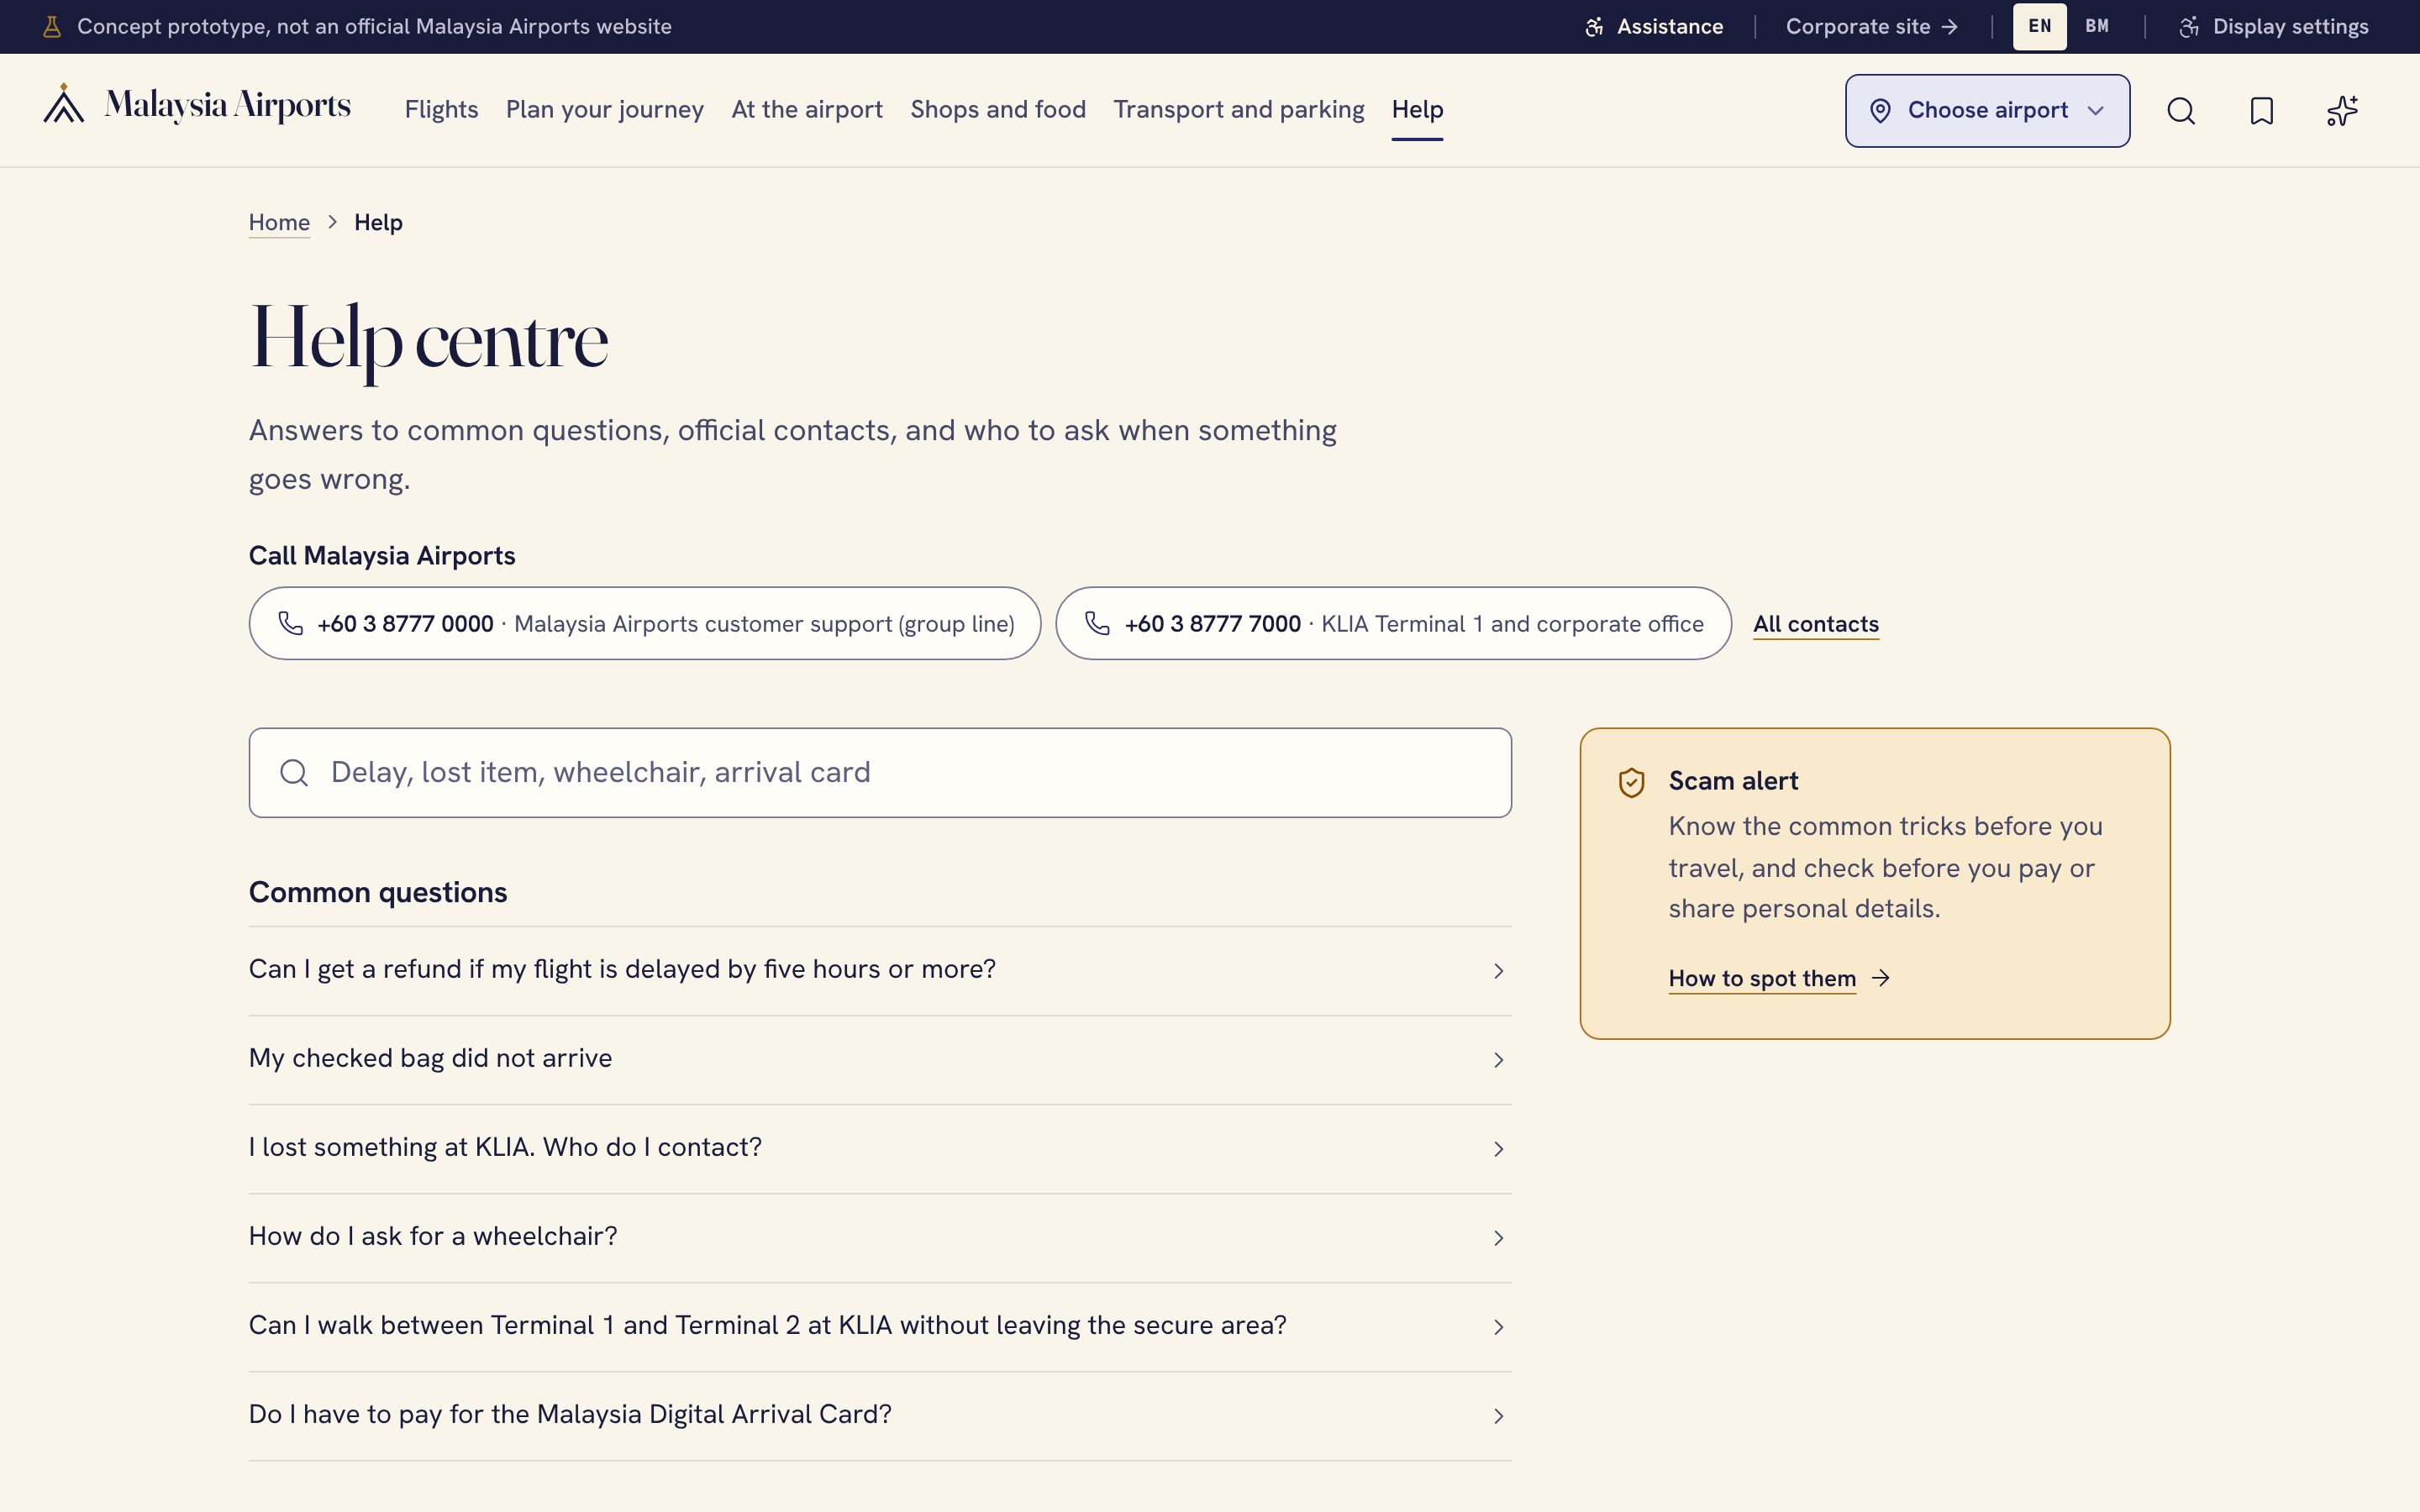 Concept prototype, not an official Malaysia Airports website
Assistance
Corporate site →
EN
BM
Display settings
Malaysia Airports
Flights
Plan your journey
At the airport
Shops and food
Transport and parking
Help
Choose airport
Home > Help
Help centre
Answers to common questions, official contacts, and who to ask when something
goes wrong.
Call Malaysia Airports
+60 3 8777 0000 · Malaysia Airports customer support (group line)
+60 3 8777 7000 · KLIA Terminal 1 and corporate office
All contacts
Delay, lost item, wheelchair, arrival card
Common questions
Can I get a refund if my flight is delayed by five hours or more?
My checked bag did not arrive
I lost something at KLIA. Who do I contact?
How do I ask for a wheelchair?
Can I walk between Terminal 1 and Terminal 2 at KLIA without leaving the secure area?
Do I have to pay for the Malaysia Digital Arrival Card?
Scam alert
Know the common tricks before you
travel, and check before you pay or
share personal details.
How to spot them →